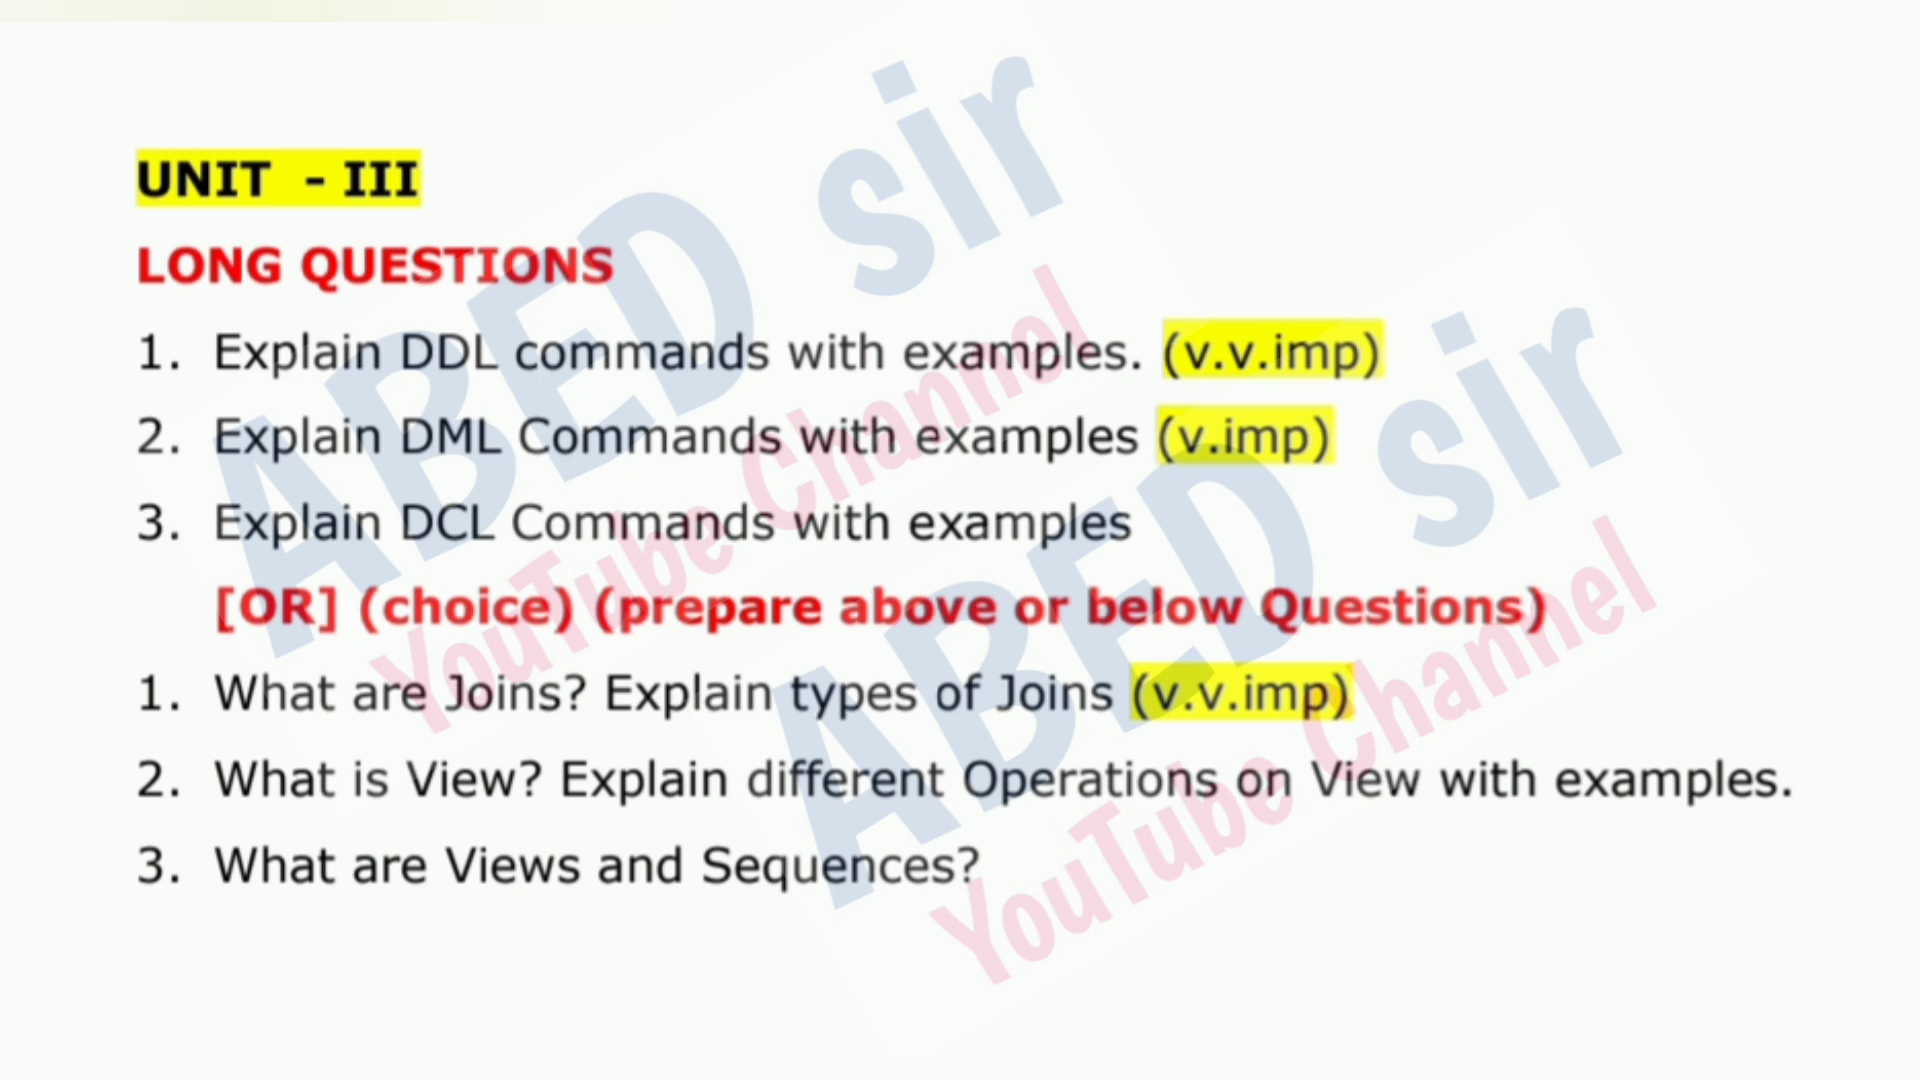 UNIT - III
LONG QUESTIONS
1. Explain DDL commands with examples. (v.v.imp)
2. Explain DML Commands with examples (v.imp)
3. Explain DCL Commands with examples
[OR] (choice) (prepare above or below Questions)
1. What are Joins? Explain types of Joins (v.v.imp)
2. What is View? Explain different Operations on View with examples.
3. What are Views and Sequences?
ABED sir
YouTube Channel
ABED sir
YouTube Channel